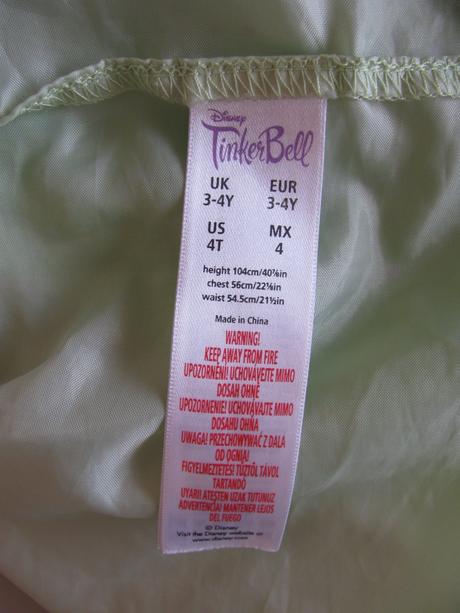 Disney
TinkerBell
UK EUR
3-4Y 3-4Y
US MX
4T 4
height 104cm/40⅞in
chest 56cm/22⅛in
waist 54.5cm/21½in
Made in China
WARNING!
KEEP AWAY FROM FIRE
UPOZORNĚNÍ! UCHOVÁVEJTE MIMO
DOSAH OHNĚ
UPOZORNENIE! UCHOVÁVAJTE MIMO
DOSAHU OHŇA
UWAGA! PRZECHOWYWAĆ Z DALA
OD OGNIA!
FIGYELMEZTETÉS! TŰZTŐL TÁVOL
TARTANDÓ
UYARI! ATEŞTEN UZAK TUTUNUZ
ADVERTENCIA! MANTENER LEJOS
DEL FUEGO
© Disney
Visit the Disney website at
www.disney.com